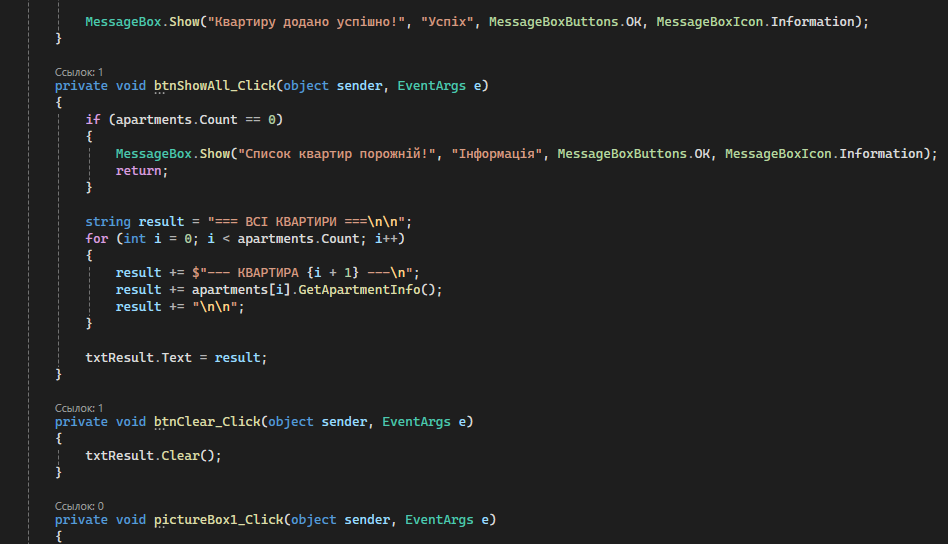 MessageBox.Show("Квартиру додано успішно!", "Успіх", MessageBoxButtons.OK, MessageBoxIcon.Information);
}
Ссылок: 1
private void btnShowAll_Click(object sender, EventArgs e)
{
if (apartments.Count == 0)
{
MessageBox.Show("Список квартир порожній!", "Інформація", MessageBoxButtons.OK, MessageBoxIcon.Information);
return;
}
string result = "=== ВСІ КВАРТИРИ ===\n\n";
for (int i = 0; i < apartments.Count; i++)
{
result += $"--- КВАРТИРА {i + 1} ---\n";
result += apartments[i].GetApartmentInfo();
result += "\n\n";
}
txtResult.Text = result;
}
Ссылок: 1
private void btnClear_Click(object sender, EventArgs e)
{
txtResult.Clear();
}
Ссылок: 0
private void pictureBox1_Click(object sender, EventArgs e)
{